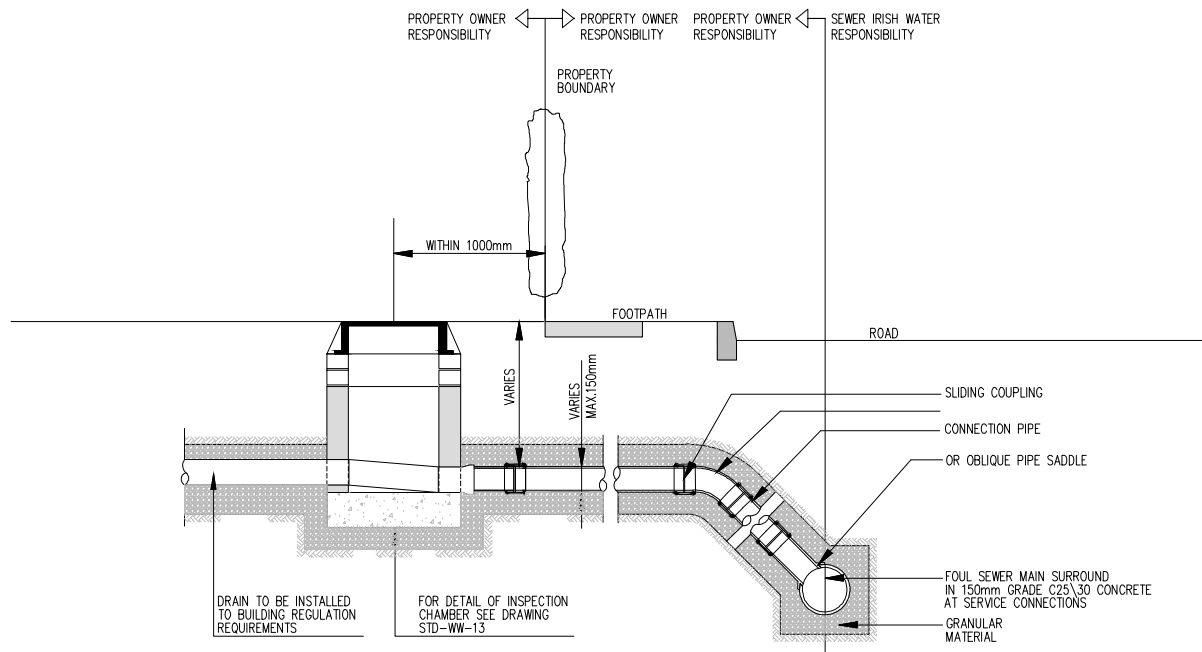 PROPERTY OWNER
RESPONSIBILITY
PROPERTY OWNER
RESPONSIBILITY
PROPERTY OWNER
RESPONSIBILITY
SEWER IRISH WATER
RESPONSIBILITY
PROPERTY
BOUNDARY
WITHIN 1000mm
FOOTPATH
ROAD
VARIES
VARIES
MAX.150mm
SLIDING COUPLING
CONNECTION PIPE
OR OBLIQUE PIPE SADDLE
FOUL SEWER MAIN SURROUND
IN 150mm GRADE C25\30 CONCRETE
AT SERVICE CONNECTIONS
GRANULAR
MATERIAL
DRAIN TO BE INSTALLED
TO BUILDING REGULATION
REQUIREMENTS
FOR DETAIL OF INSPECTION
CHAMBER SEE DRAWING
STD-WW-13